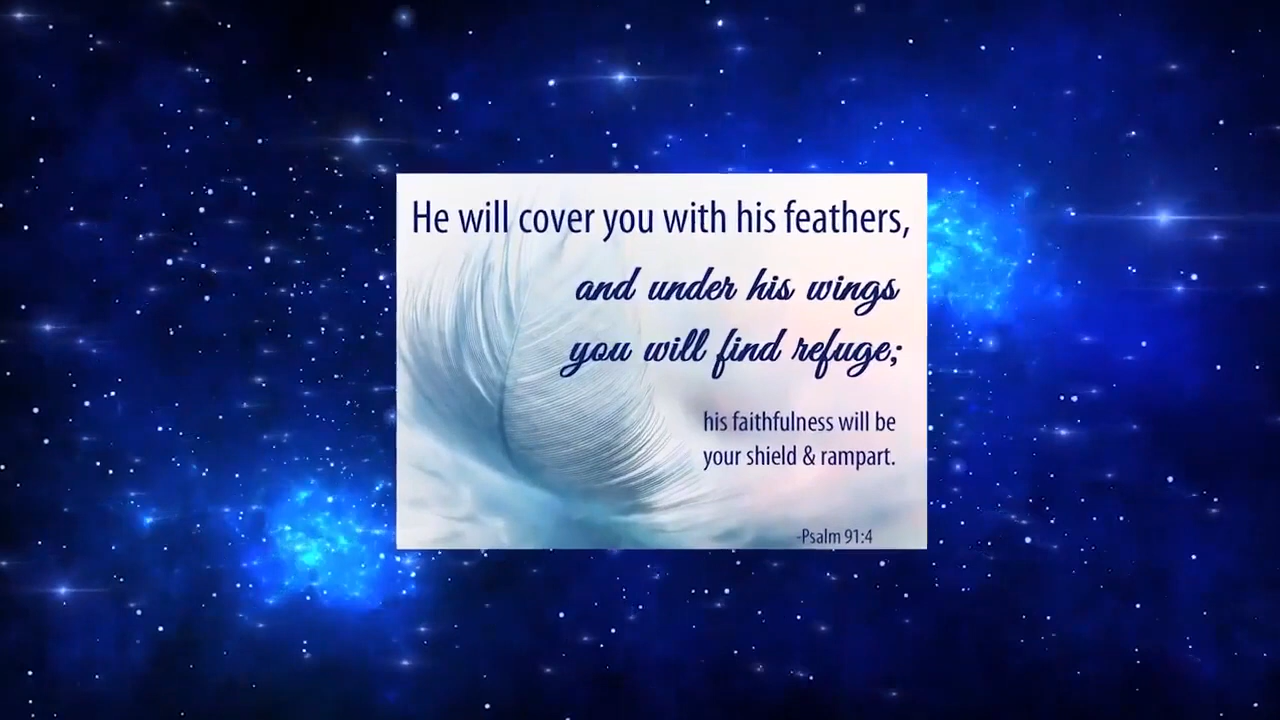 He will cover you with his feathers,
and under his wings
you will find refuge;
his faithfulness will be
your shield & rampart.
-Psalm 91:4